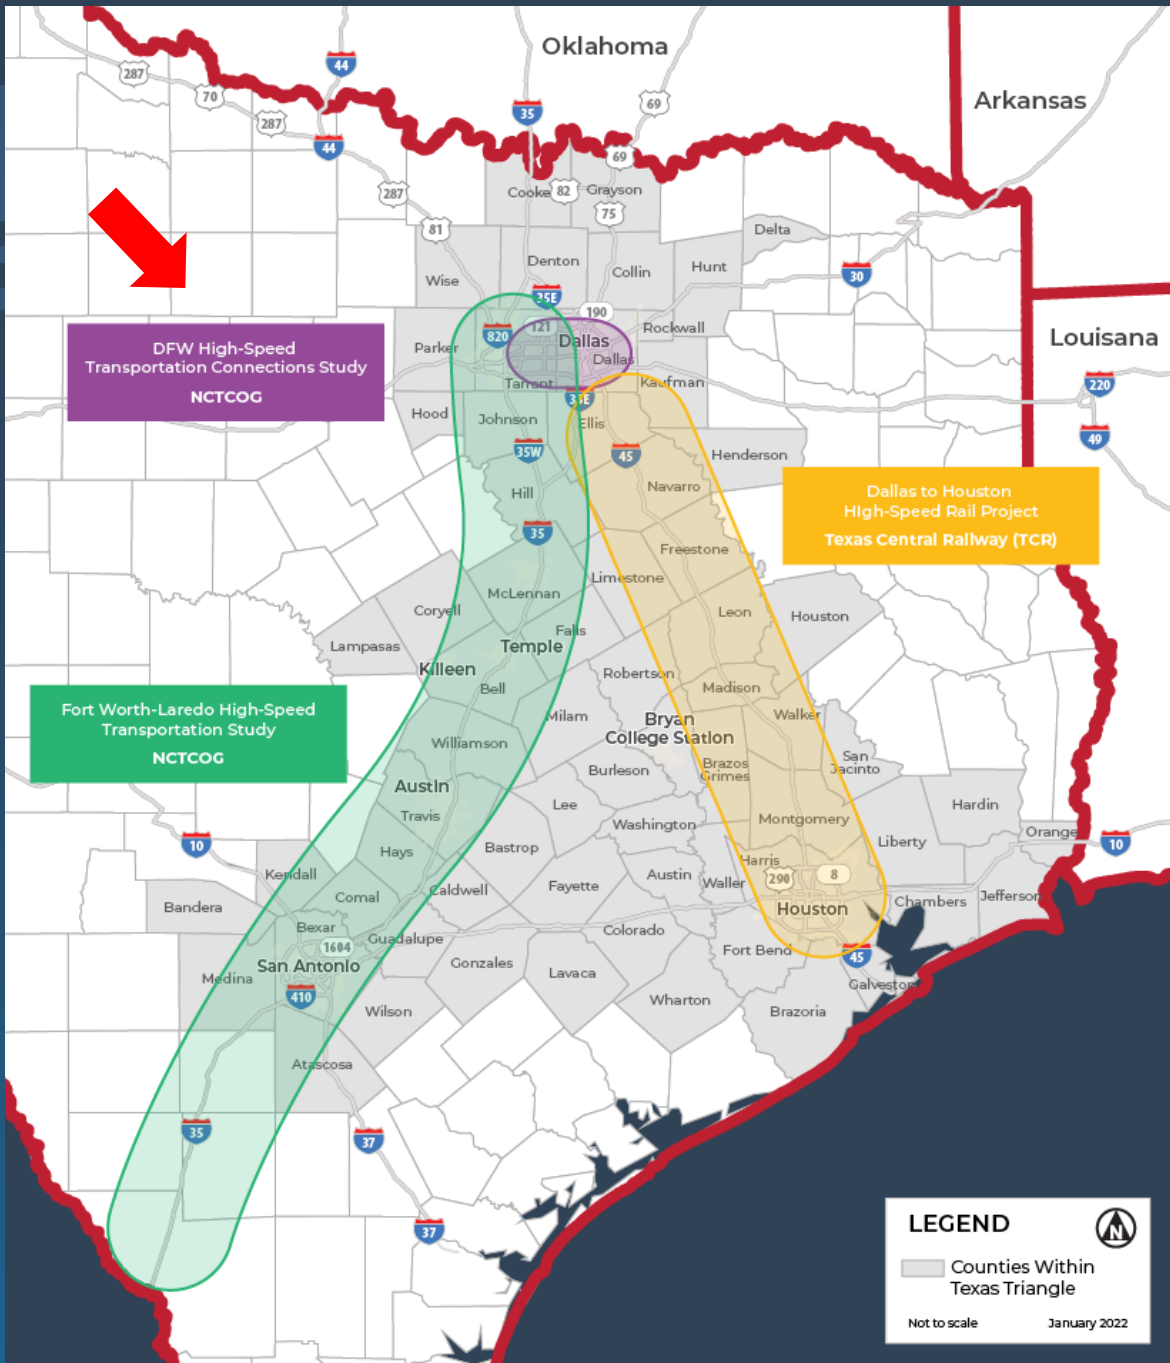 Oklahoma
Arkansas
Louisiana
287
70
287
44
44
287
81
35
69
69
82
75
Cooke
Grayson
Delta
Denton
Collin
Hunt
Wise
35E
30
190
121
820
Rockwall
Parker
Dallas
Dallas
Tarrant
Kaufman
35E
220
49
Hood
Johnson
Ellis
35W
45
Henderson
Hill
Navarro
35
Freestone
Limestone
McLennan
Coryell
Leon
Houston
Falls
Lampasas
Temple
Killeen
Robertson
Bell
Madison
Milam
Walker
Bryan
College Station
Williamson
San
Jacinto
Burleson
Brazos
Grimes
Austin
Travis
Lee
Hardin
Washington
Montgomery
Orange
10
10
Liberty
Hays
Bastrop
Harris
Kendall
Austin
290
8
Waller
Caldwell
Fayette
Comal
Chambers
Jefferson
Bandera
Houston
Bexar
Guadalupe
Colorado
1604
Fort Bend
45
San Antonio
Gonzales
Medina
Lavaca
Galveston
410
Wharton
Wilson
Brazoria
Atascosa
35
37
37
DFW High-Speed
Transportation Connections Study
NCTCOG
Dallas to Houston
HIgh-Speed Rail Project
Texas Central Railway (TCR)
Fort Worth-Laredo High-Speed
Transportation Study
NCTCOG
LEGEND
N
Counties Within
Texas Triangle
Not to scale
January 2022